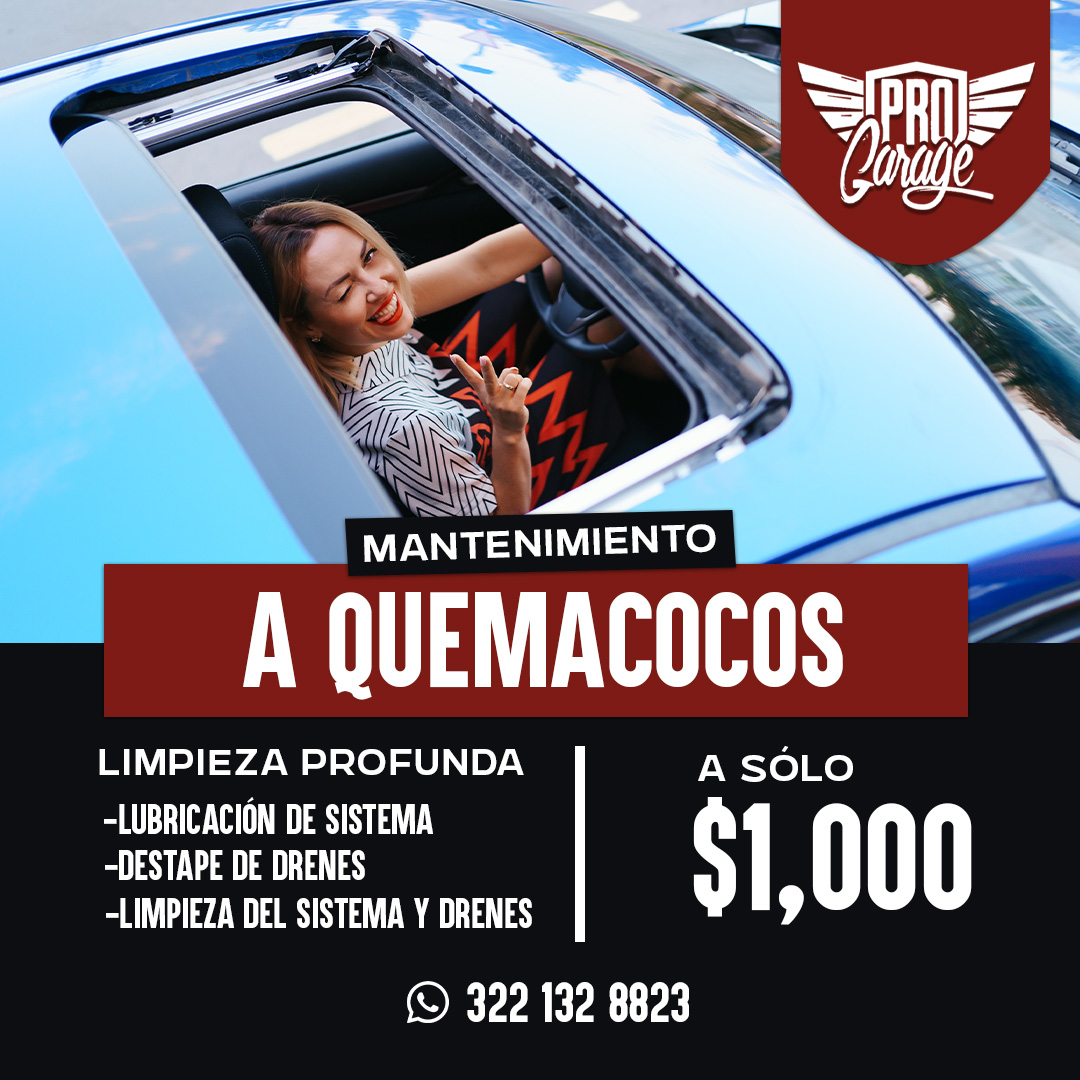 PRO
Garage
MANTENIMIENTO
A QUEMACOCOS
LIMPIEZA PROFUNDA
-LUBRICACIÓN DE SISTEMA
-DESTAPE DE DRENES
-LIMPIEZA DEL SISTEMA Y DRENES
A SÓLO
$1,000
322 132 8823